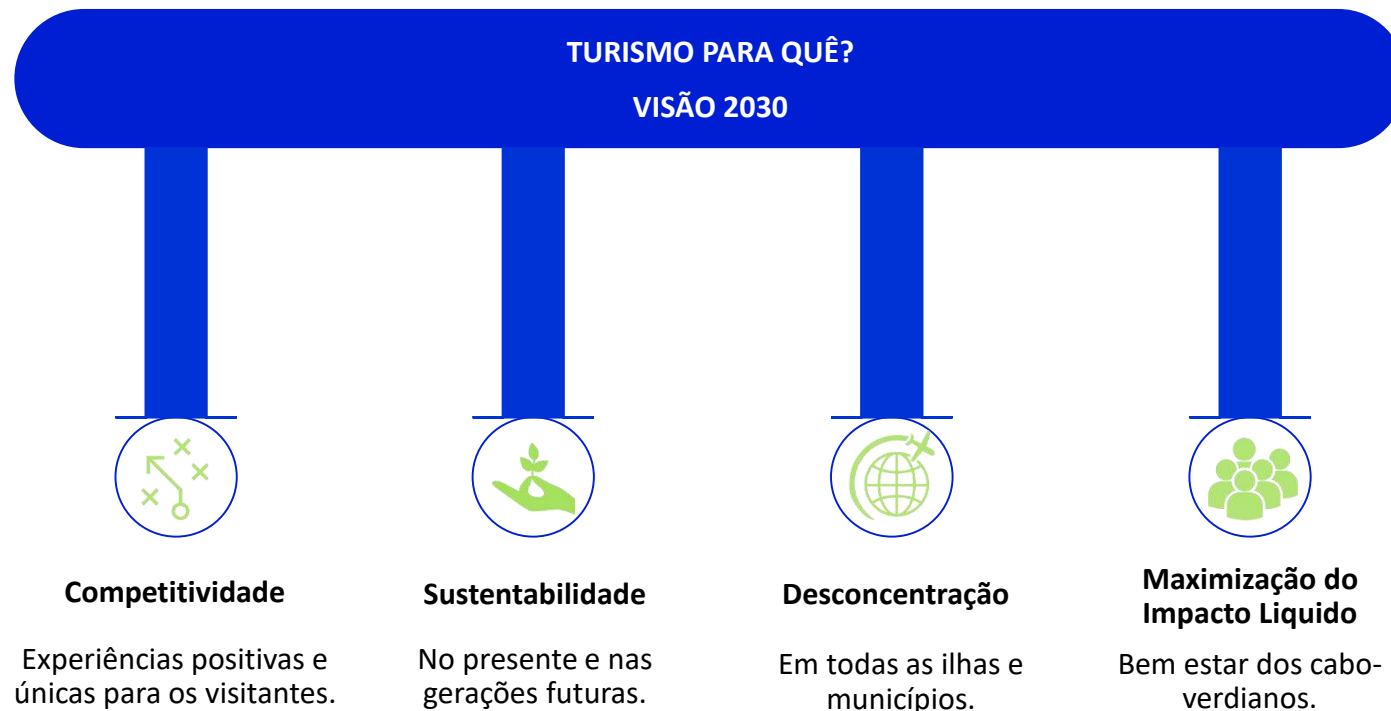 TURISMO PARA QUÊ?
VISÃO 2030
Competitividade
Experiências positivas e
únicas para os visitantes.
Sustentabilidade
No presente e nas
gerações futuras.
Desconcentração
Em todas as ilhas e
municípios.
Maximização do
Impacto Liquido
Bem estar dos cabo-
verdianos.